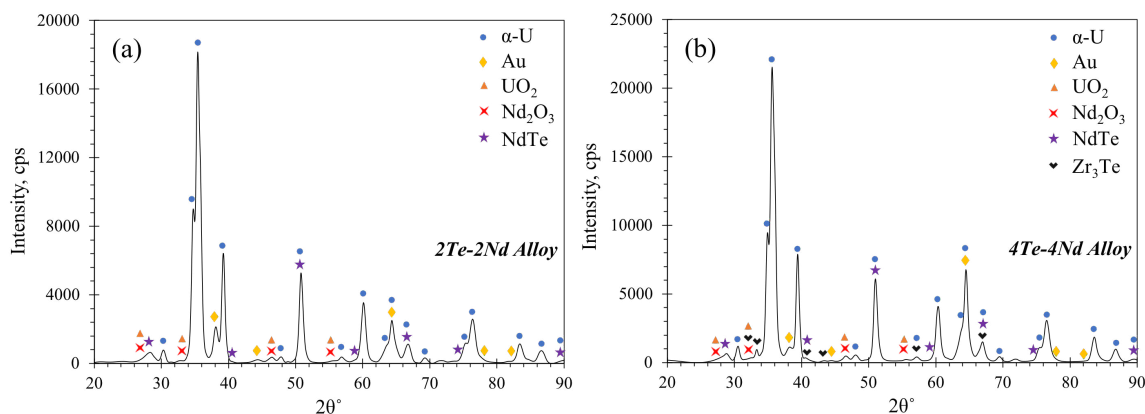 (a)
20000
16000
12000
8000
4000
0
Intensity, cps
α-U
Au
UO₂
Nd₂O₃
NdTe
2Te-2Nd Alloy
20 30 40 50 60 70 80 90
2θ°
(b)
25000
20000
15000
10000
5000
0
Intensity, cps
α-U
Au
UO₂
Nd₂O₃
NdTe
Zr₃Te
4Te-4Nd Alloy
20 30 40 50 60 70 80 90
2θ°